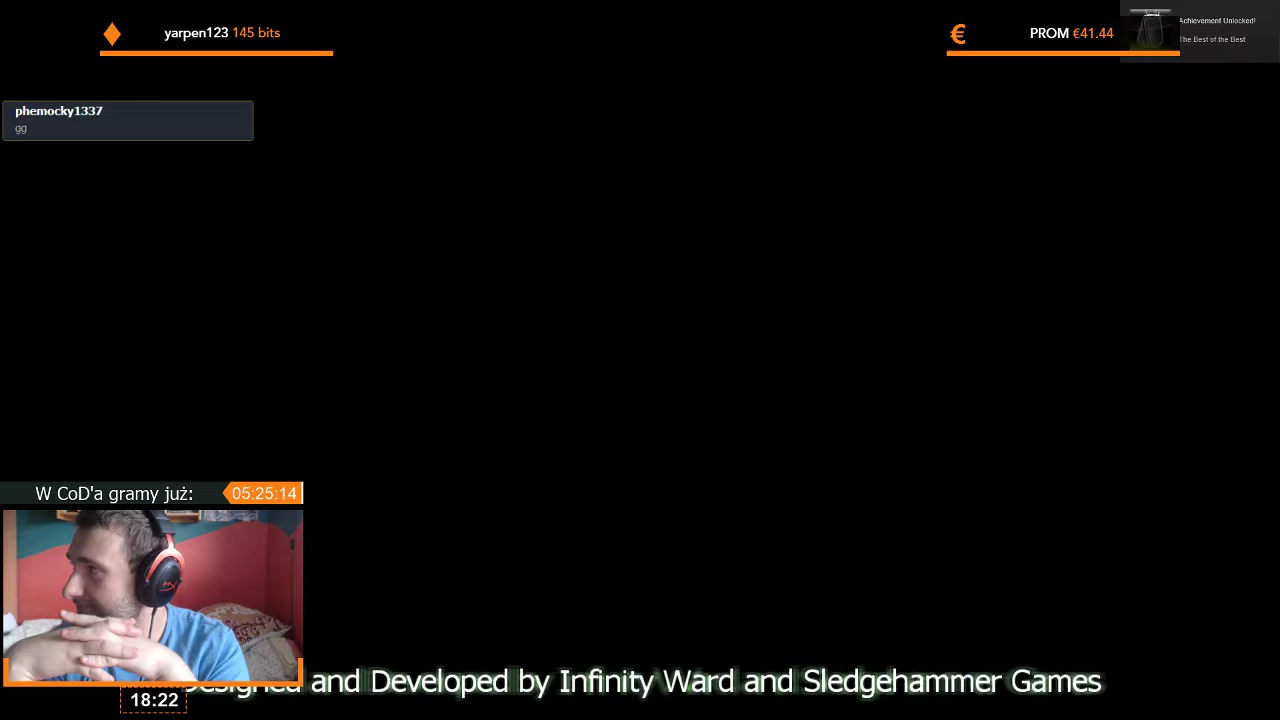 yarpen123 145 bits
€ PROM €41.44
Achievement Unlocked!
The Best of the Best
phemocky1337
gg
W CoD'a gramy już: 05:25:14
Designed and Developed by Infinity Ward and Sledgehammer Games
18:22